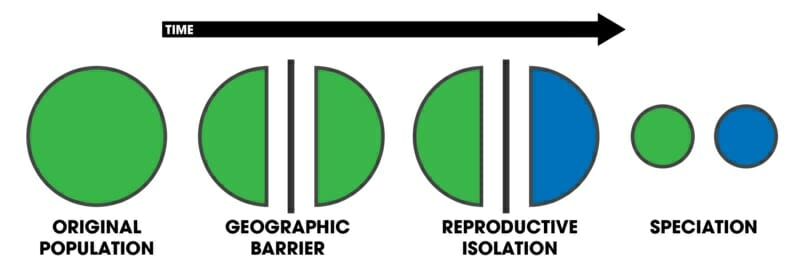 TIME
ORIGINAL
POPULATION
GEOGRAPHIC
BARRIER
REPRODUCTIVE
ISOLATION
SPECIATION